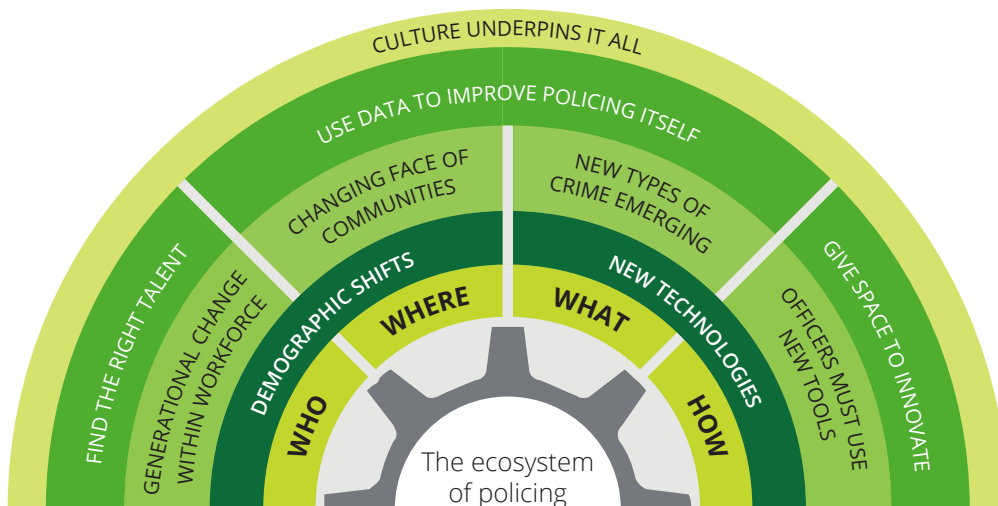 CULTURE UNDERPINS IT ALL
USE DATA TO IMPROVE POLICING ITSELF
FIND THE RIGHT TALENT
GIVE SPACE TO INNOVATE
GENERATIONAL CHANGE
WITHIN WORKFORCE
CHANGING FACE OF
COMMUNITIES
NEW TYPES OF
CRIME EMERGING
OFFICERS MUST USE
NEW TOOLS
DEMOGRAPHIC SHIFTS
NEW TECHNOLOGIES
WHO
WHERE
WHAT
HOW
The ecosystem
of policing